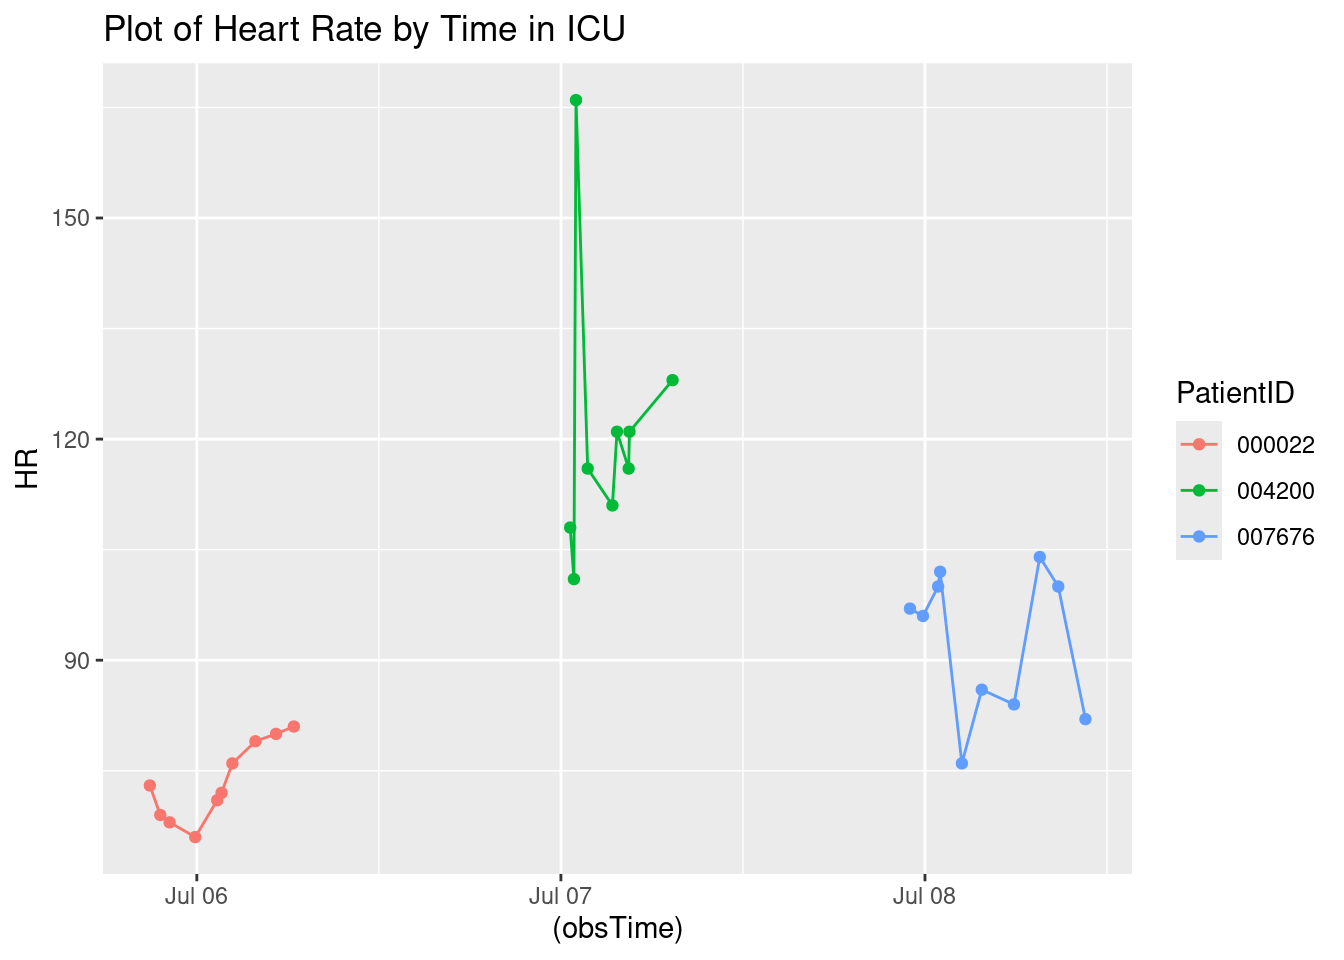 Plot of Heart Rate by Time in ICU
150
120
90
HR
Jul 06
Jul 07
Jul 08
(obsTime)
PatientID
000022
004200
007676